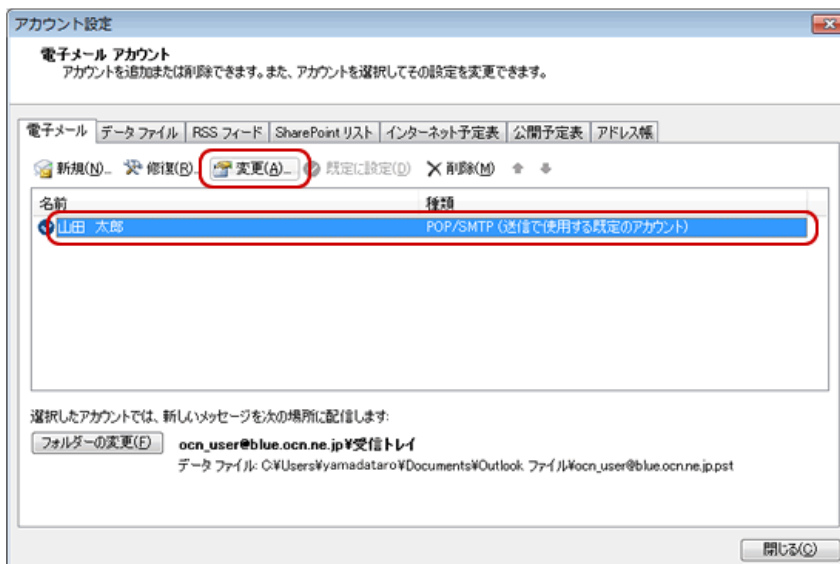 アカウント設定
電子メール アカウント
アカウントを追加または削除できます。また、アカウントを選択してその設定を変更できます。
電子メール データ ファイル RSS フィード SharePoint リスト インターネット予定表 公開予定表 アドレス帳
新規(N)... 修復(R)... 変更(A)... 既定に設定(D) 削除(M)
名前 種類
山田 太郎 POP/SMTP (送信で使用する既定のアカウント)
選択したアカウントでは、新しいメッセージを次の場所に配信します:
フォルダーの変更(F) ocn_user@blue.ocn.ne.jp¥受信トレイ
データ ファイル: C:¥Users¥yamadataro¥Documents¥Outlook ファイル¥ocn_user@blue.ocn.ne.jp.pst
閉じる(C)